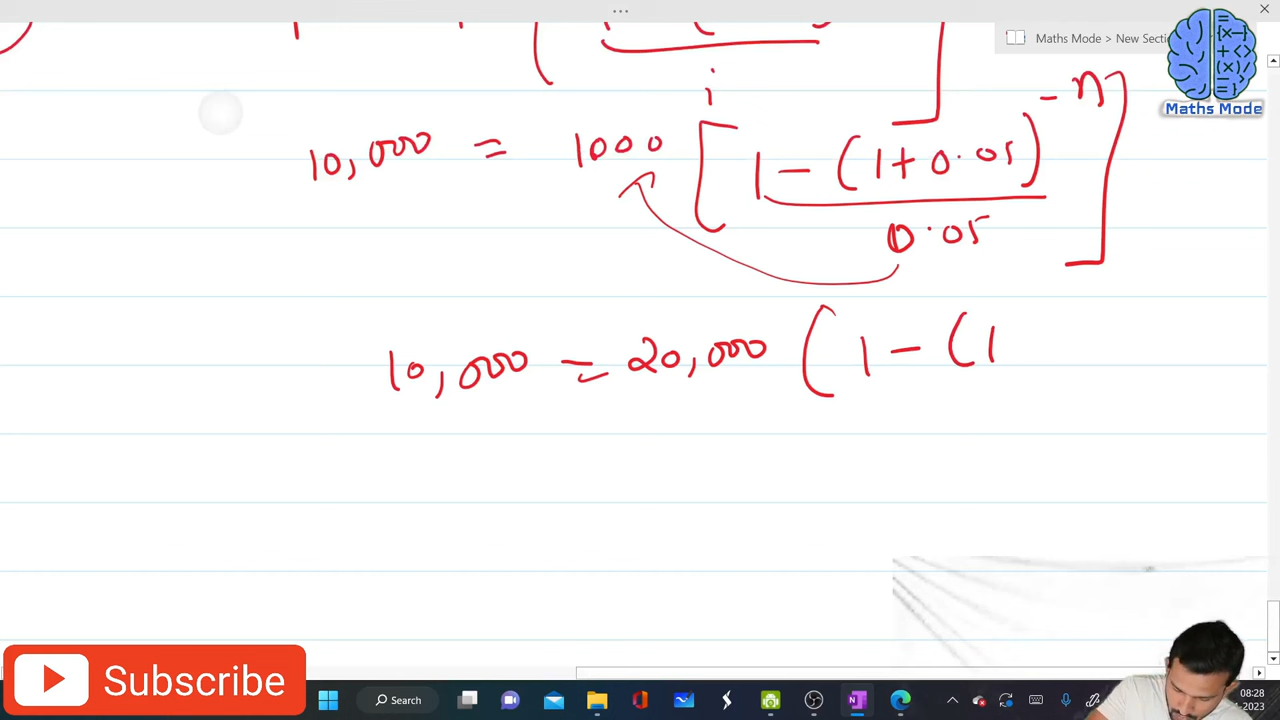 Maths Mode > New Secti
Maths Mode
i
10,000 = 1000 [ 1 - (1 + 0.05)^-n / 0.05 ]
10,000 = 20,000 ( 1 - (1
Subscribe
Search
08:28
.2023